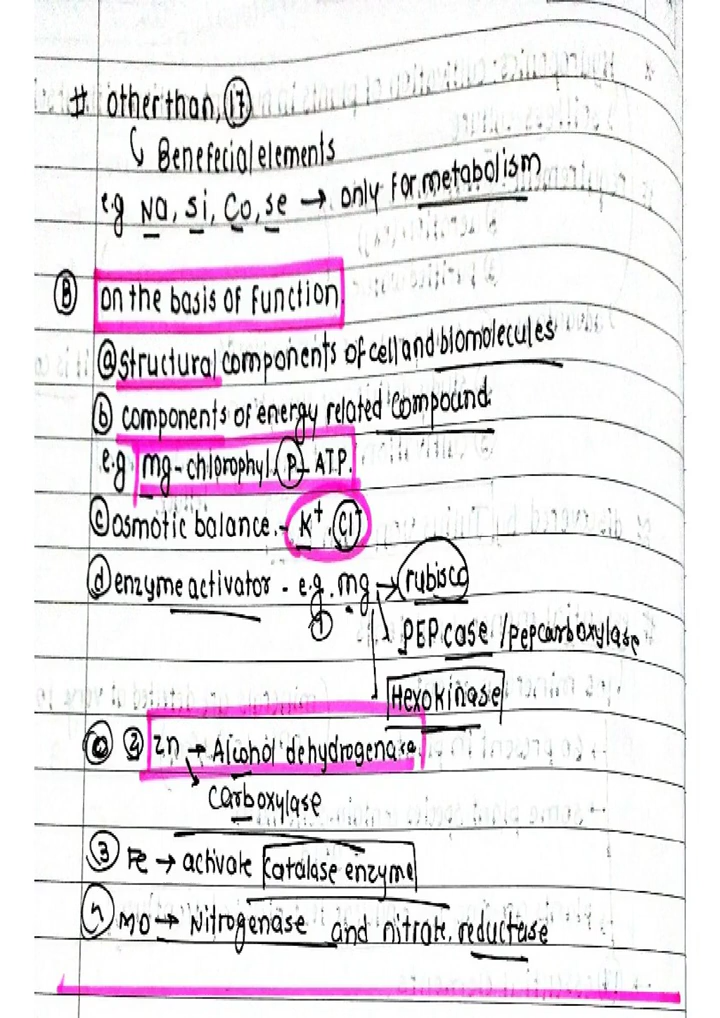 # other than, 17
Benefecial elements
e.g Na, Si, Co, Se → only for metabolism
B on the basis of function
a structural components of cell and biomolecules
b components of energy related compound
e.g mg-chlorophyl. P - ATP.
c osmotic balance. - K⁺ Cl⁻
d enzyme activator - e.g. mg → rubisco
1
PEP case / pepcarboxylase
Hexokinase
2 Zn → Alcohol dehydrogenase
carboxylase
3 Fe → activate catalase enzyme
4 MO → Nitrogenase and nitrate reductase